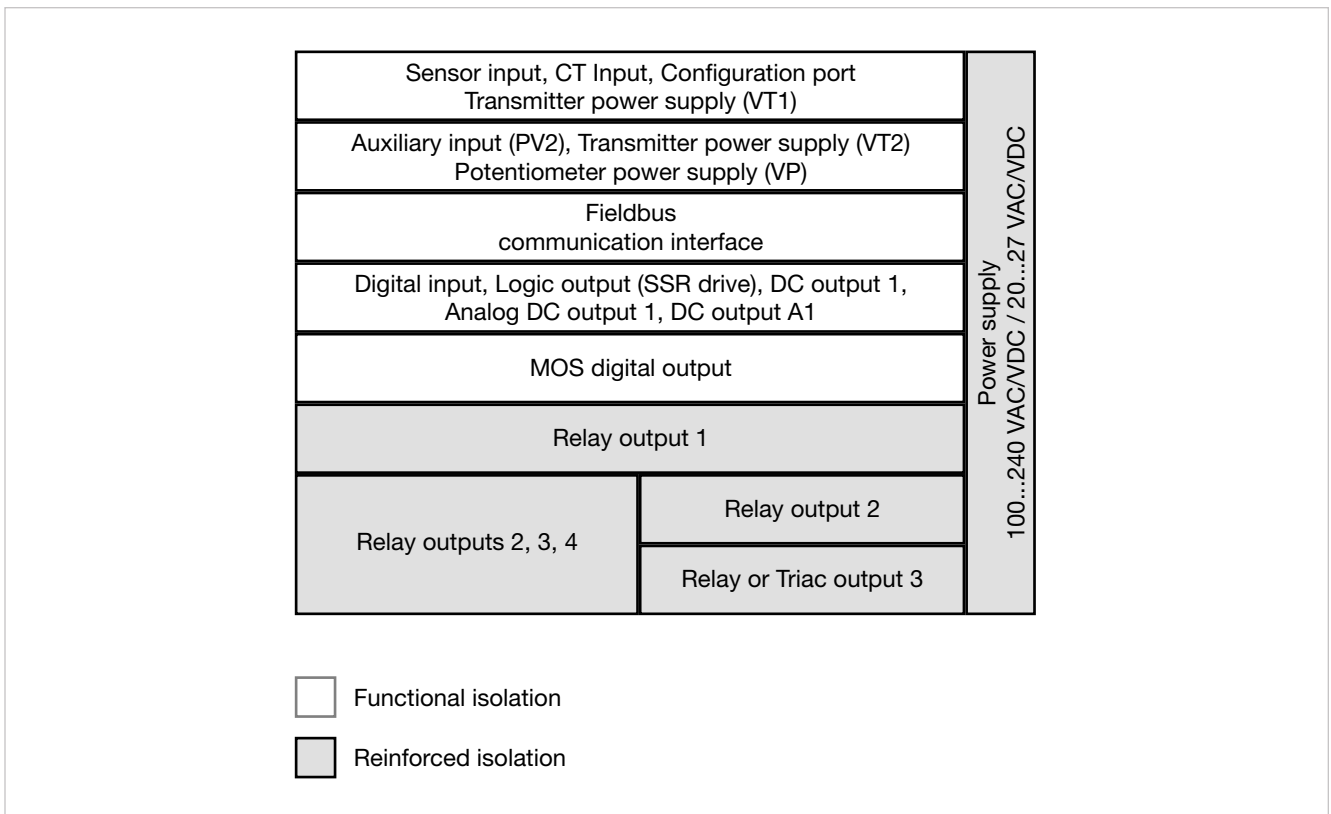 Sensor input, CT Input, Configuration port
Transmitter power supply (VT1)
Auxiliary input (PV2), Transmitter power supply (VT2)
Potentiometer power supply (VP)
Fieldbus
communication interface
Digital input, Logic output (SSR drive), DC output 1,
Analog DC output 1, DC output A1
MOS digital output
Relay output 1
Relay outputs 2, 3, 4
Relay output 2
Relay or Triac output 3
Power supply
100...240 VAC/VDC / 20...27 VAC/VDC
Functional isolation
Reinforced isolation